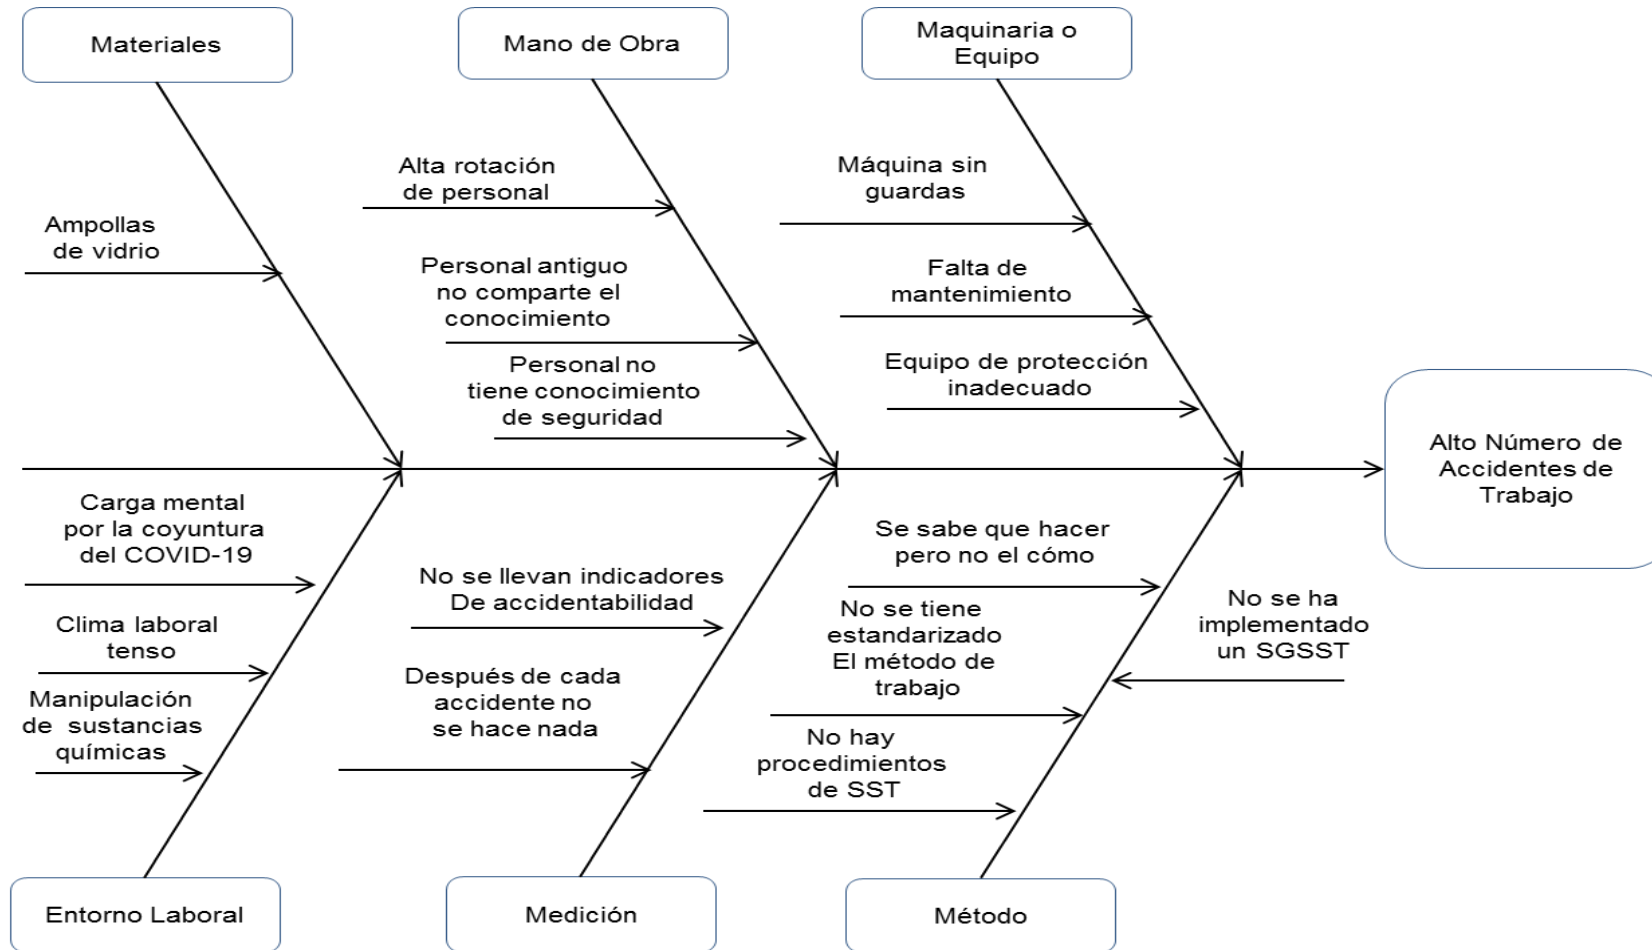 Materiales
Mano de Obra
Maquinaria o
Equipo
Ampollas
de vidrio
Alta rotación
de personal
Personal antiguo
no comparte el
conocimiento
Personal no
tiene conocimiento
de seguridad
Máquina sin
guardas
Falta de
mantenimiento
Equipo de protección
inadecuado
Alto Número de
Accidentes de
Trabajo
Carga mental
por la coyuntura
del COVID-19
Clima laboral
tenso
Manipulación
de sustancias
químicas
No se llevan indicadores
De accidentabilidad
Después de cada
accidente no
se hace nada
Se sabe que hacer
pero no el cómo
No se tiene
estandarizado
El método de
trabajo
No hay
procedimientos
de SST
No se ha
implementado
un SGSST
Entorno Laboral
Medición
Método